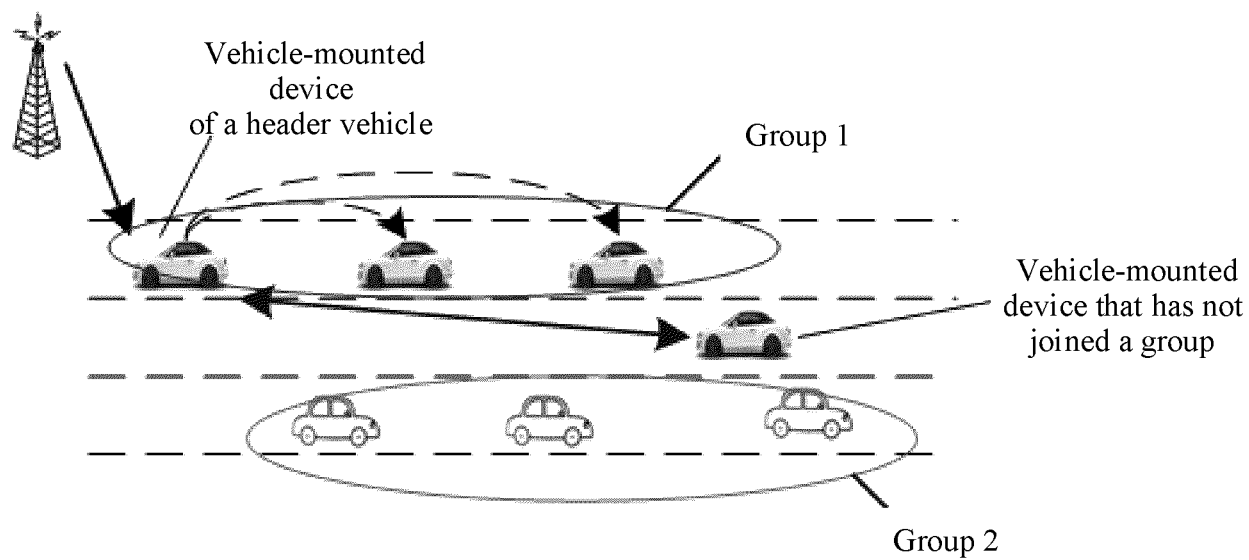 Vehicle-mounted
device
of a header vehicle
Group 1
Vehicle-mounted
device that has not
joined a group
Group 2